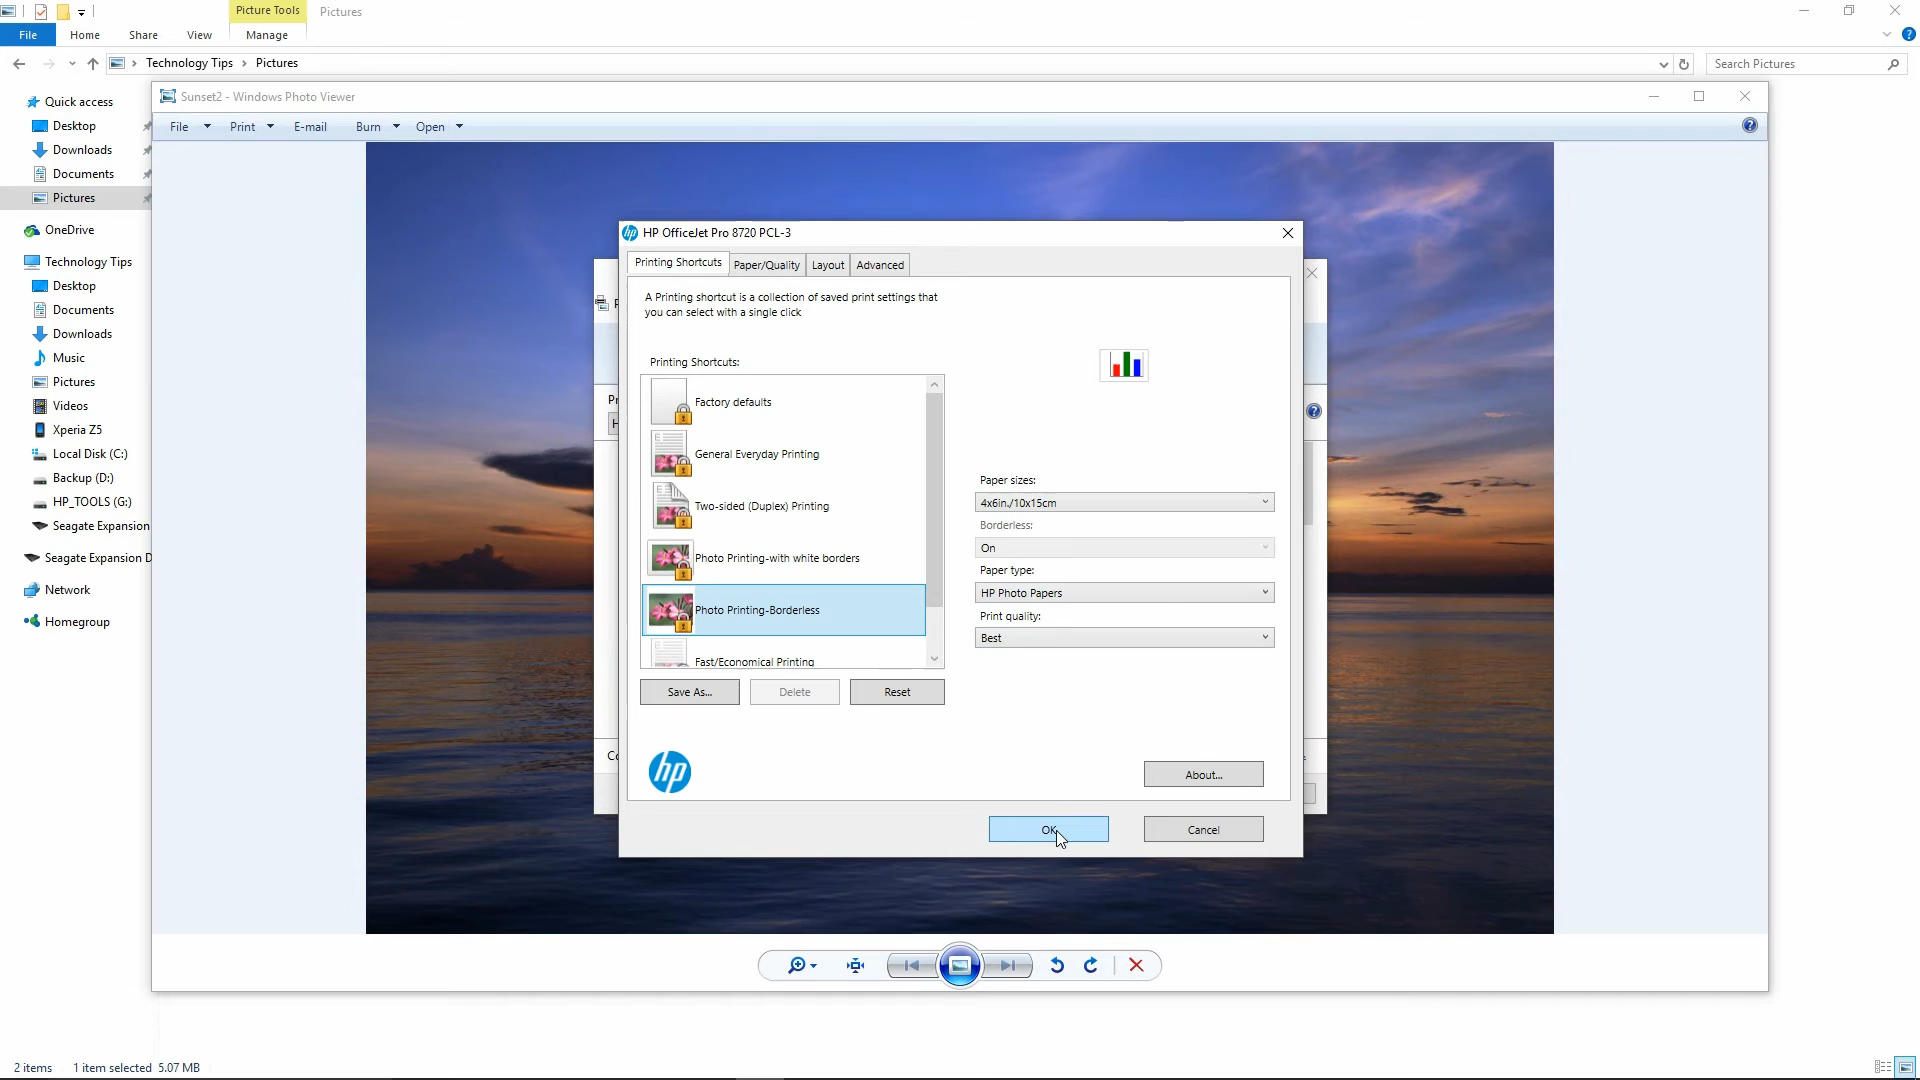 Picture Tools
Pictures
File
Home
Share
View
Manage
Technology Tips
Pictures
Search Pictures
Quick access
Desktop
Downloads
Documents
Pictures
OneDrive
Technology Tips
Desktop
Documents
Downloads
Music
Pictures
Videos
Xperia Z5
Local Disk (C:)
Backup (D:)
HP_TOOLS (G:)
Seagate Expansion
Seagate Expansion D
Network
Homegroup
Sunset2 - Windows Photo Viewer
File
Print
E-mail
Burn
Open
HP OfficeJet Pro 8720 PCL-3
Printing Shortcuts
Paper/Quality
Layout
Advanced
A Printing shortcut is a collection of saved print settings that
you can select with a single click
Printing Shortcuts:
Factory defaults
General Everyday Printing
Two-sided (Duplex) Printing
Photo Printing-with white borders
Photo Printing-Borderless
Fast/Economical Printing
Save As...
Delete
Reset
Paper sizes:
4x6in./10x15cm
Borderless:
On
Paper type:
HP Photo Papers
Print quality:
Best
hp
About...
OK
Cancel
2 items
1 item selected 5.07 MB